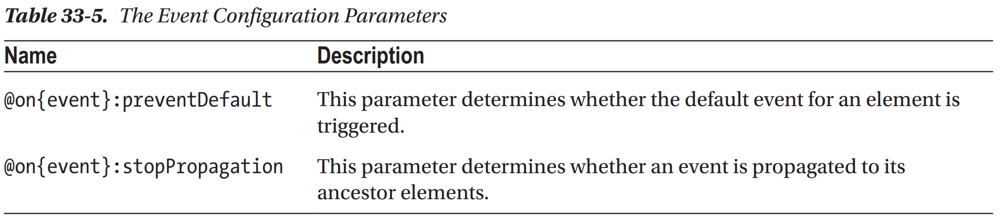 Table 33-5. The Event Configuration Parameters
Name Description
@on{event}:preventDefault This parameter determines whether the default event for an element is
triggered.
@on{event}:stopPropagation This parameter determines whether an event is propagated to its
ancestor elements.